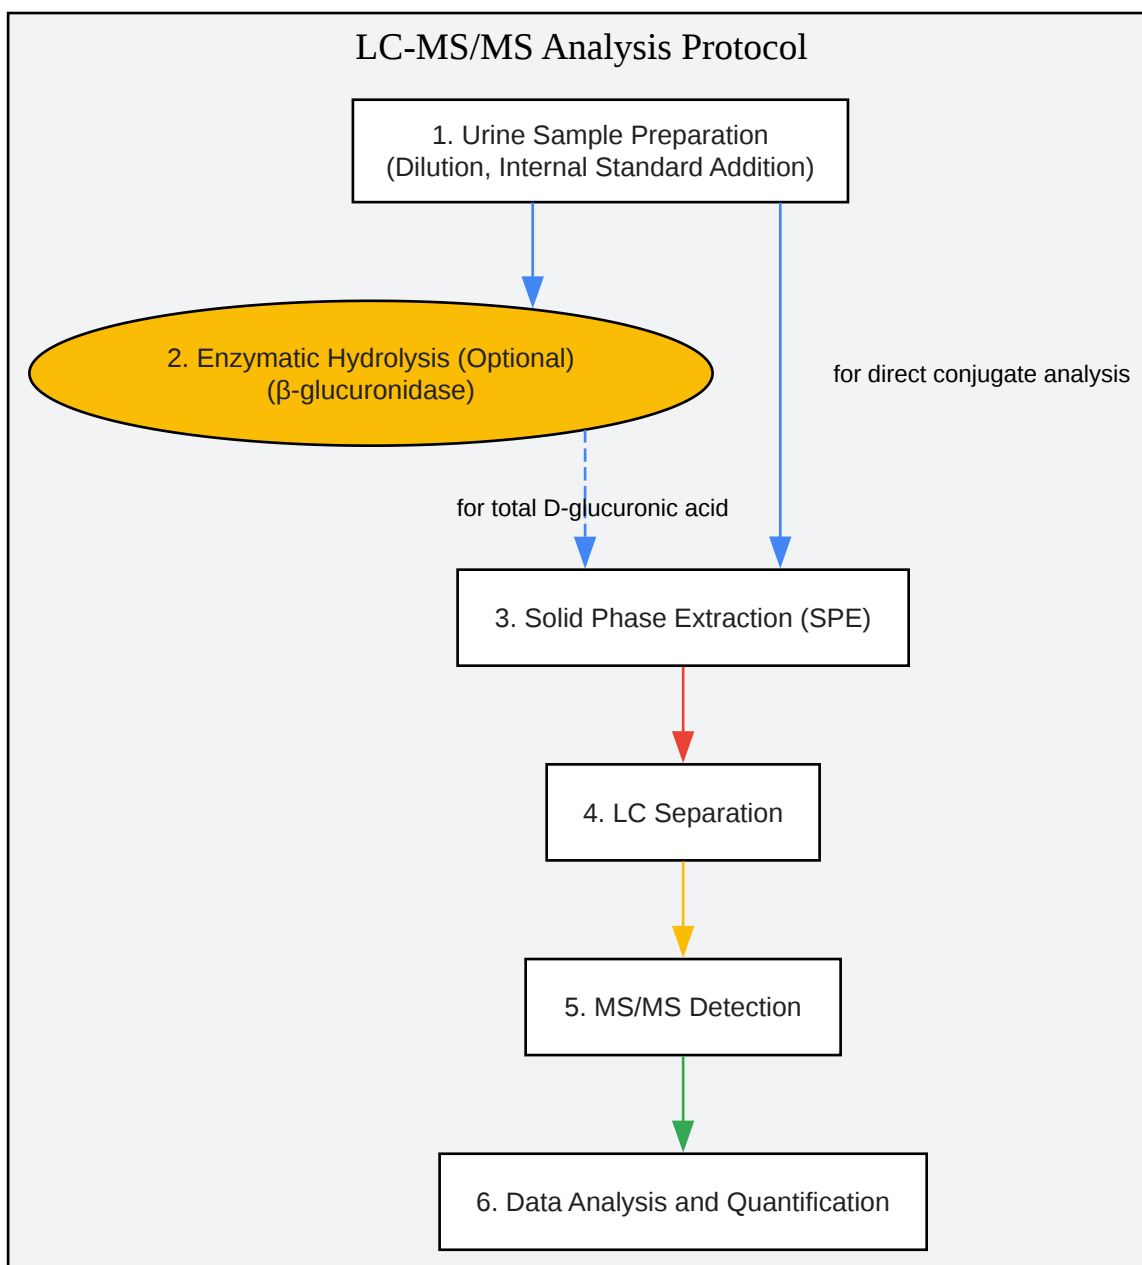 LC-MS/MS Analysis Protocol
1. Urine Sample Preparation
(Dilution, Internal Standard Addition)
2. Enzymatic Hydrolysis (Optional)
(β-glucuronidase)
for direct conjugate analysis
for total D-glucuronic acid
3. Solid Phase Extraction (SPE)
4. LC Separation
5. MS/MS Detection
6. Data Analysis and Quantification